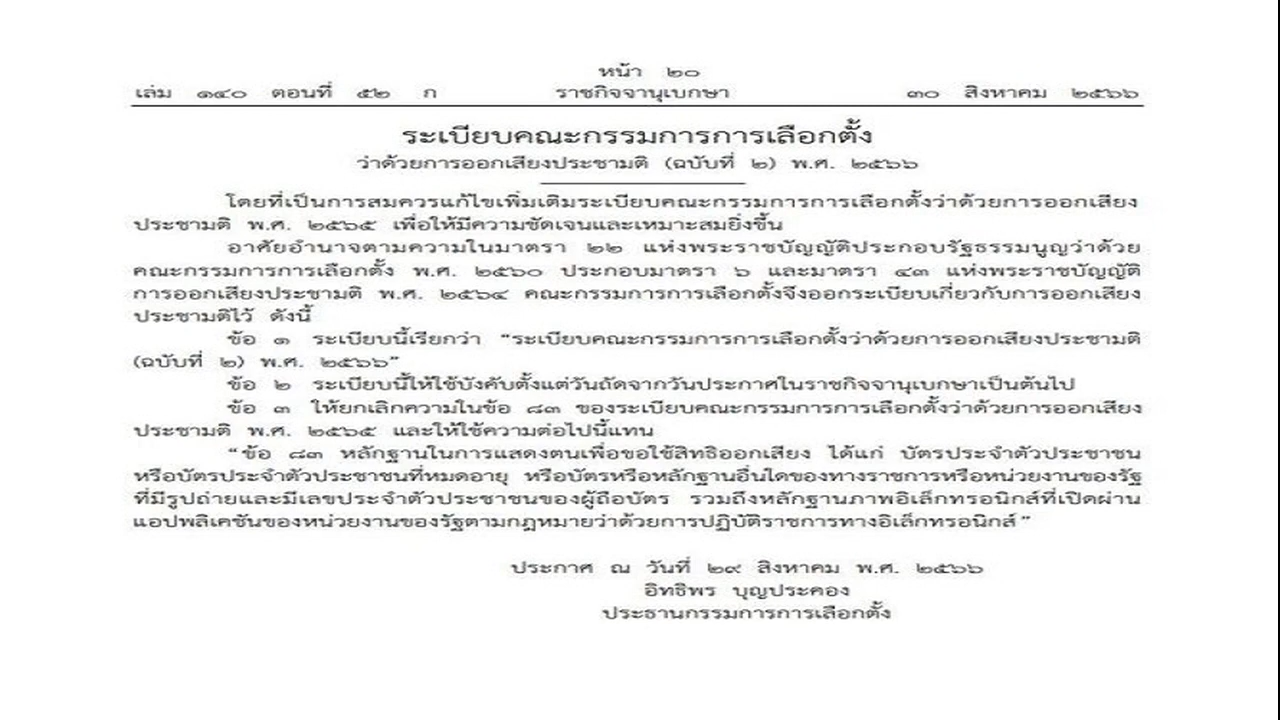 หน้า ๒๐
เล่ม ๑๔๐ ตอนที่ ๕๒ ก ราชกิจจานุเบกษา ๓๐ สิงหาคม ๒๕๖๖
ระเบียบคณะกรรมการการเลือกตั้ง
ว่าด้วยการออกเสียงประชามติ (ฉบับที่ ๒) พ.ศ. ๒๕๖๖
โดยที่เป็นการสมควรแก้ไขเพิ่มเติมระเบียบคณะกรรมการการเลือกตั้งว่าด้วยการออกเสียง
ประชามติ พ.ศ. ๒๕๖๕ เพื่อให้มีความชัดเจนและเหมาะสมยิ่งขึ้น
อาศัยอำนาจตามความในมาตรา ๒๒ แห่งพระราชบัญญัติประกอบรัฐธรรมนูญว่าด้วย
คณะกรรมการการเลือกตั้ง พ.ศ. ๒๕๖๐ ประกอบมาตรา ๖ และมาตรา ๔๓ แห่งพระราชบัญญัติ
การออกเสียงประชามติ พ.ศ. ๒๕๖๔ คณะกรรมการการเลือกตั้งจึงออกระเบียบเกี่ยวกับการออกเสียง
ประชามติไว้ ดังนี้
ข้อ ๑ ระเบียบนี้เรียกว่า “ระเบียบคณะกรรมการการเลือกตั้งว่าด้วยการออกเสียงประชามติ
(ฉบับที่ ๒) พ.ศ. ๒๕๖๖”
ข้อ ๒ ระเบียบนี้ให้ใช้บังคับตั้งแต่วันถัดจากวันประกาศในราชกิจจานุเบกษาเป็นต้นไป
ข้อ ๓ ให้ยกเลิกความในข้อ ๘๓ ของระเบียบคณะกรรมการการเลือกตั้งว่าด้วยการออกเสียง
ประชามติ พ.ศ. ๒๕๖๕ และให้ใช้ความต่อไปนี้แทน
“ข้อ ๘๓ หลักฐานในการแสดงตนเพื่อขอใช้สิทธิออกเสียง ได้แก่ บัตรประจำตัวประชาชน
หรือบัตรประจำตัวประชาชนที่หมดอายุ หรือบัตรหรือหลักฐานอื่นใดของทางราชการหรือหน่วยงานของรัฐ
ที่มีรูปถ่ายและมีเลขประจำตัวประชาชนของผู้ถือบัตร รวมถึงหลักฐานภาพอิเล็กทรอนิกส์ที่เปิดผ่าน
แอปพลิเคชันของหน่วยงานของรัฐตามกฎหมายว่าด้วยการปฏิบัติราชการทางอิเล็กทรอนิกส์”
ประกาศ ณ วันที่ ๒๙ สิงหาคม พ.ศ. ๒๕๖๖
อิทธิพร บุญประคอง
ประธานกรรมการการเลือกตั้ง